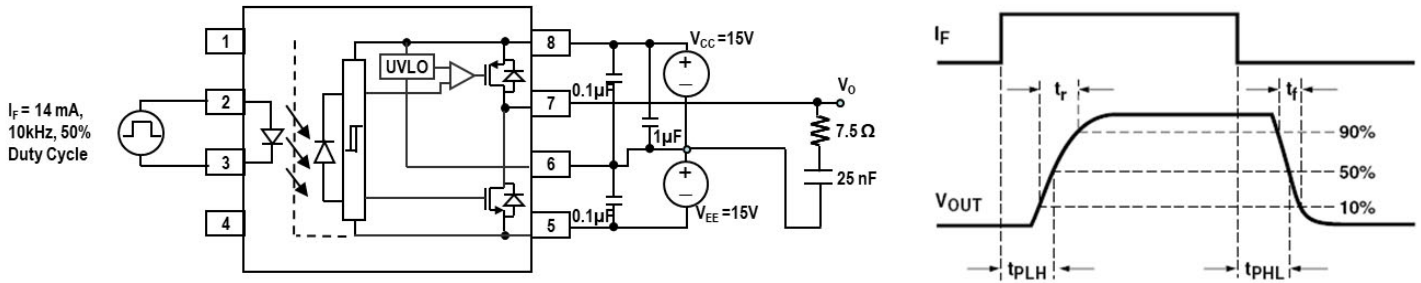 I_F = 14 mA,
10kHz, 50%
Duty Cycle
1
2
3
4
UVLO
8
7
6
5
0.1µF
1µF
0.1µF
V_CC =15V
V_EE =15V
V_O
7.5 Ω
25 nF
I_F
t_r
t_f
90%
50%
10%
V_OUT
t_PLH
t_PHL